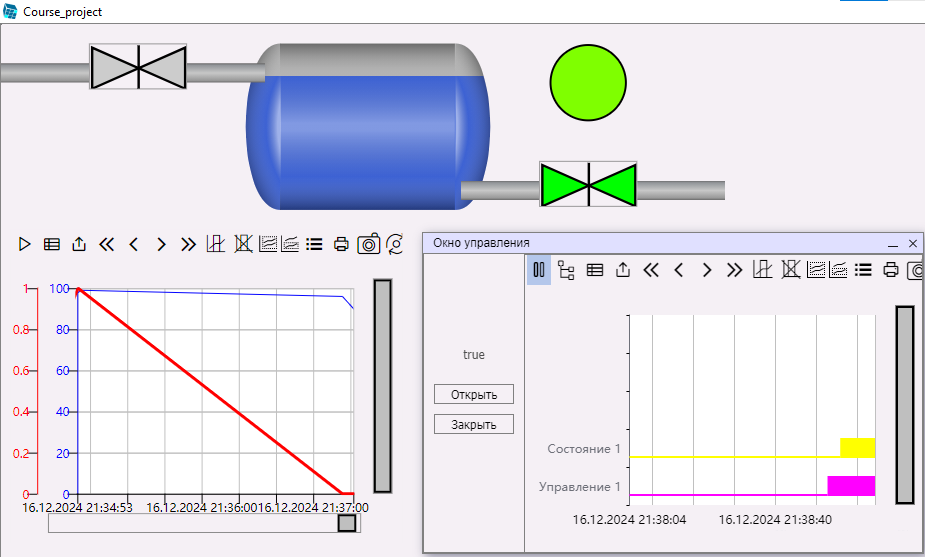 Course_project
Окно управления
1 100
0.8 80
0.6 60
0.4 40
0.2 20
0 0
16.12.2024 21:34:53 16.12.2024 21:36:00 16.12.2024 21:37:00
true
Открыть
Закрыть
Состояние 1
Управление 1
16.12.2024 21:38:04 16.12.2024 21:38:40